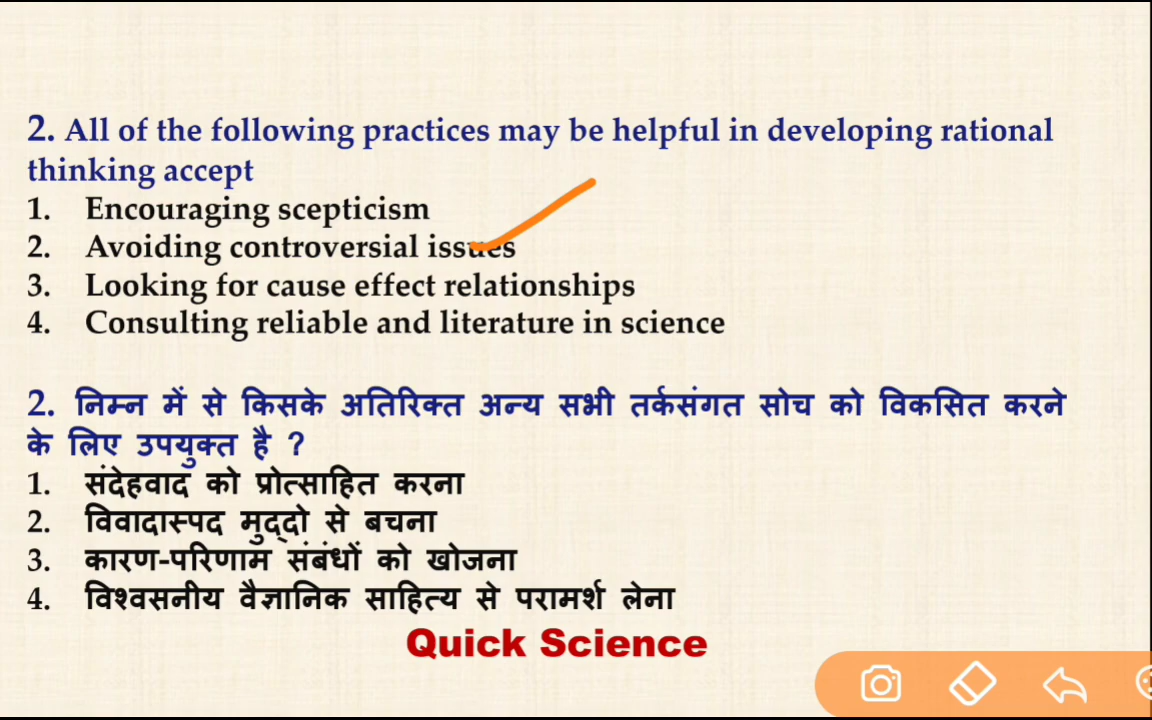 2. All of the following practices may be helpful in developing rational
thinking accept
1. Encouraging scepticism
2. Avoiding controversial issues
3. Looking for cause effect relationships
4. Consulting reliable and literature in science
2. निम्न में से किसके अतिरिक्त अन्य सभी तर्कसंगत सोच को विकसित करने
के लिए उपयुक्त है ?
1. संदेहवाद को प्रोत्साहित करना
2. विवादास्पद मुद्दो से बचना
3. कारण-परिणाम संबंधों को खोजना
4. विश्वसनीय वैज्ञानिक साहित्य से परामर्श लेना
Quick Science